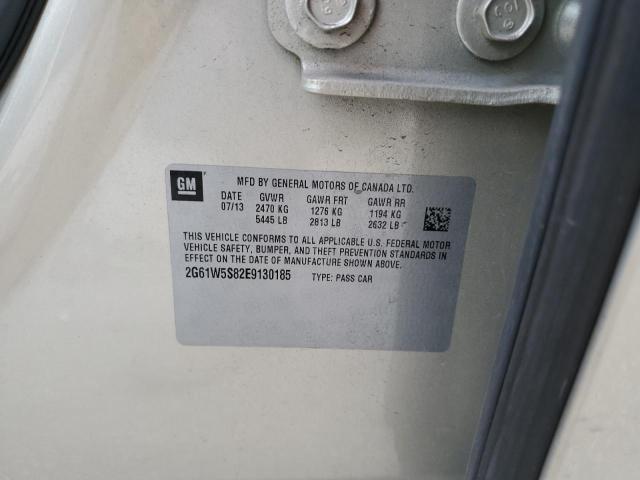 GM
MFD BY GENERAL MOTORS OF CANADA LTD.
DATE GVWR GAWR FRT GAWR RR
07/13 2470 KG 1276 KG 1194 KG
5445 LB 2813 LB 2632 LB
THIS VEHICLE CONFORMS TO ALL APPLICABLE U.S. FEDERAL MOTOR
VEHICLE SAFETY, BUMPER, AND THEFT PREVENTION STANDARDS IN
EFFECT ON THE DATE OF MANUFACTURE SHOWN ABOVE.
2G61W5S82E9130185 TYPE: PASS CAR